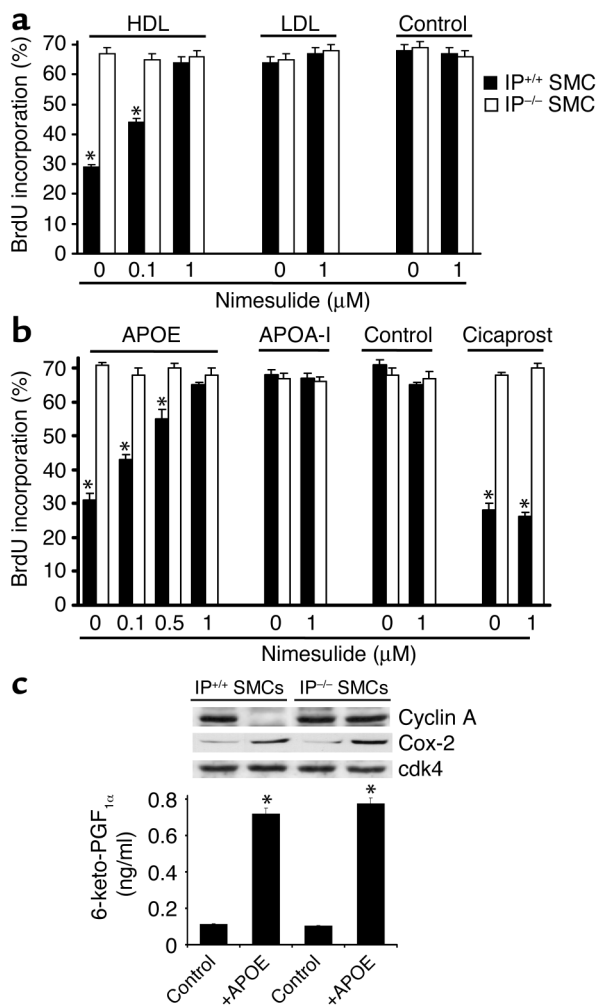 a
HDL LDL Control
BrdU incorporation (%)
70
60
50
40
30
20
10
0
* *
IP+/+ SMC
IP−/− SMC
0 0.1 1 0 1 0 1
Nimesulide (μM)
b
APOE APOA-I Control Cicaprost
BrdU incorporation (%)
70
60
50
40
30
20
10
0
* * * * *
0 0.1 0.5 1 0 1 0 1 0 1
Nimesulide (μM)
c
IP+/+ SMCs IP−/− SMCs
Cyclin A
Cox-2
cdk4
6-keto-PGF1α
(ng/ml)
0.8
0.6
0.4
0.2
0
* *
Control +APOE Control +APOE